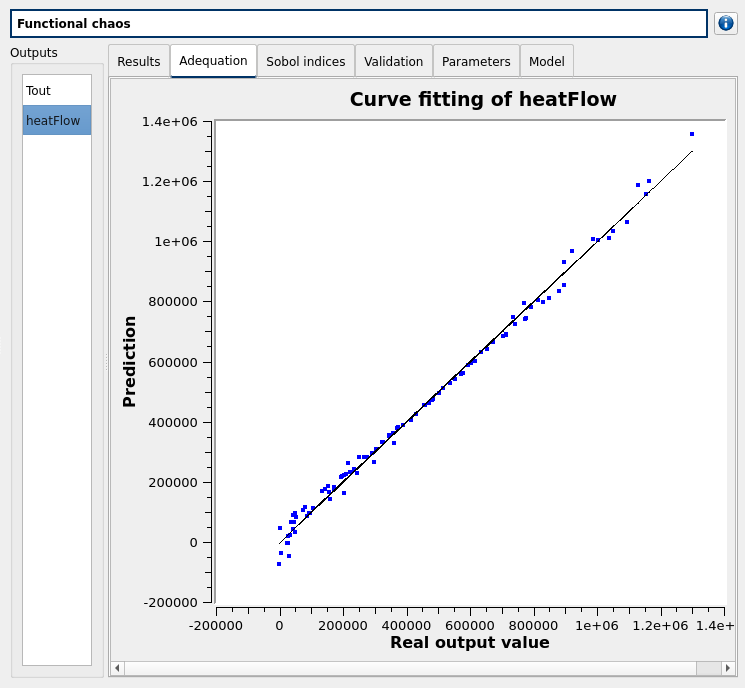 Functional chaos
Outputs
Tout
heatFlow
Results
Adequation
Sobol indices
Validation
Parameters
Model
Curve fitting of heatFlow
Prediction
1.4e+06
1.2e+06
1e+06
800000
600000
400000
200000
0
-200000
-200000 0 200000 400000 600000 800000 1e+06 1.2e+06 1.4e+
Real output value